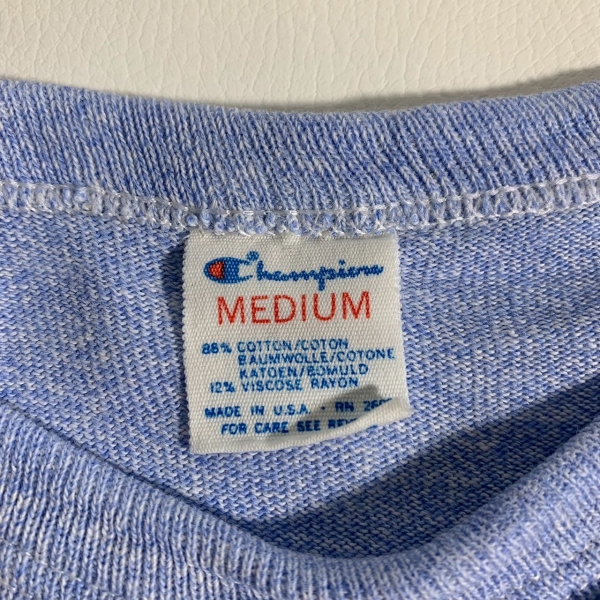 Champion
MEDIUM
88% COTTON/COTON
BAUMWOLLE/COTONE
KATOEN/BOMULD
12% VISCOSE RAYON
MADE IN U.S.A. • RN
FOR CARE SEE